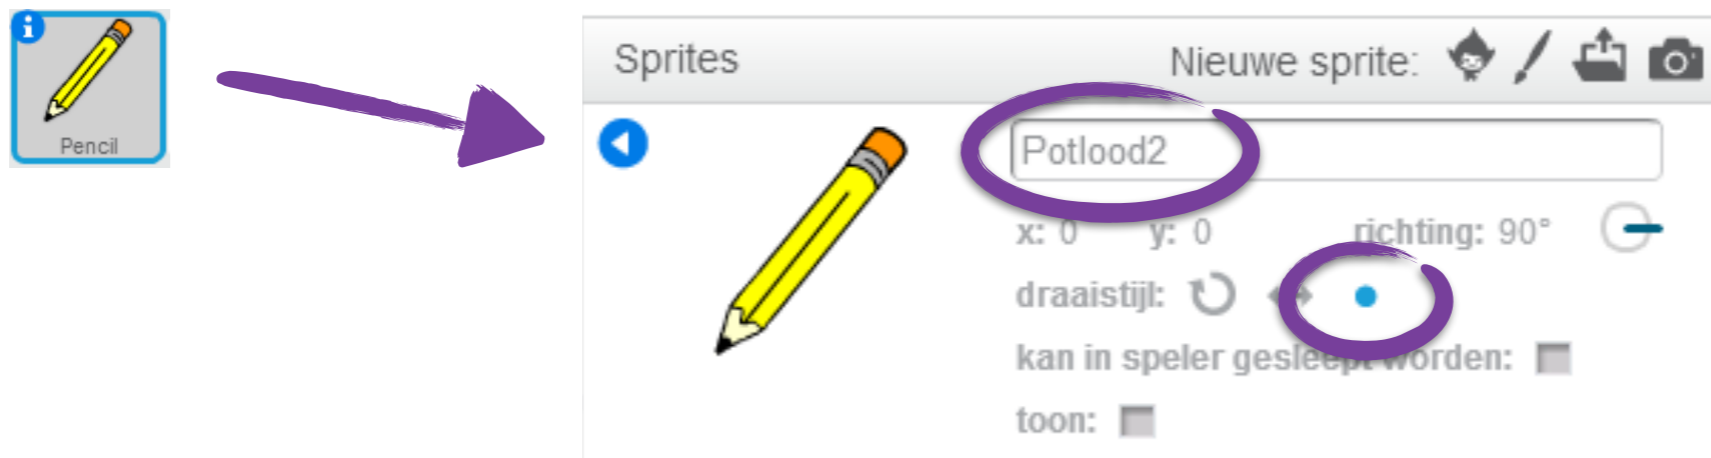 Pencil
Sprites
Nieuwe sprite:
Potlood2
x: 0 y: 0 richting: 90°
draaistijl:
kan in speler gesleept worden:
toon: